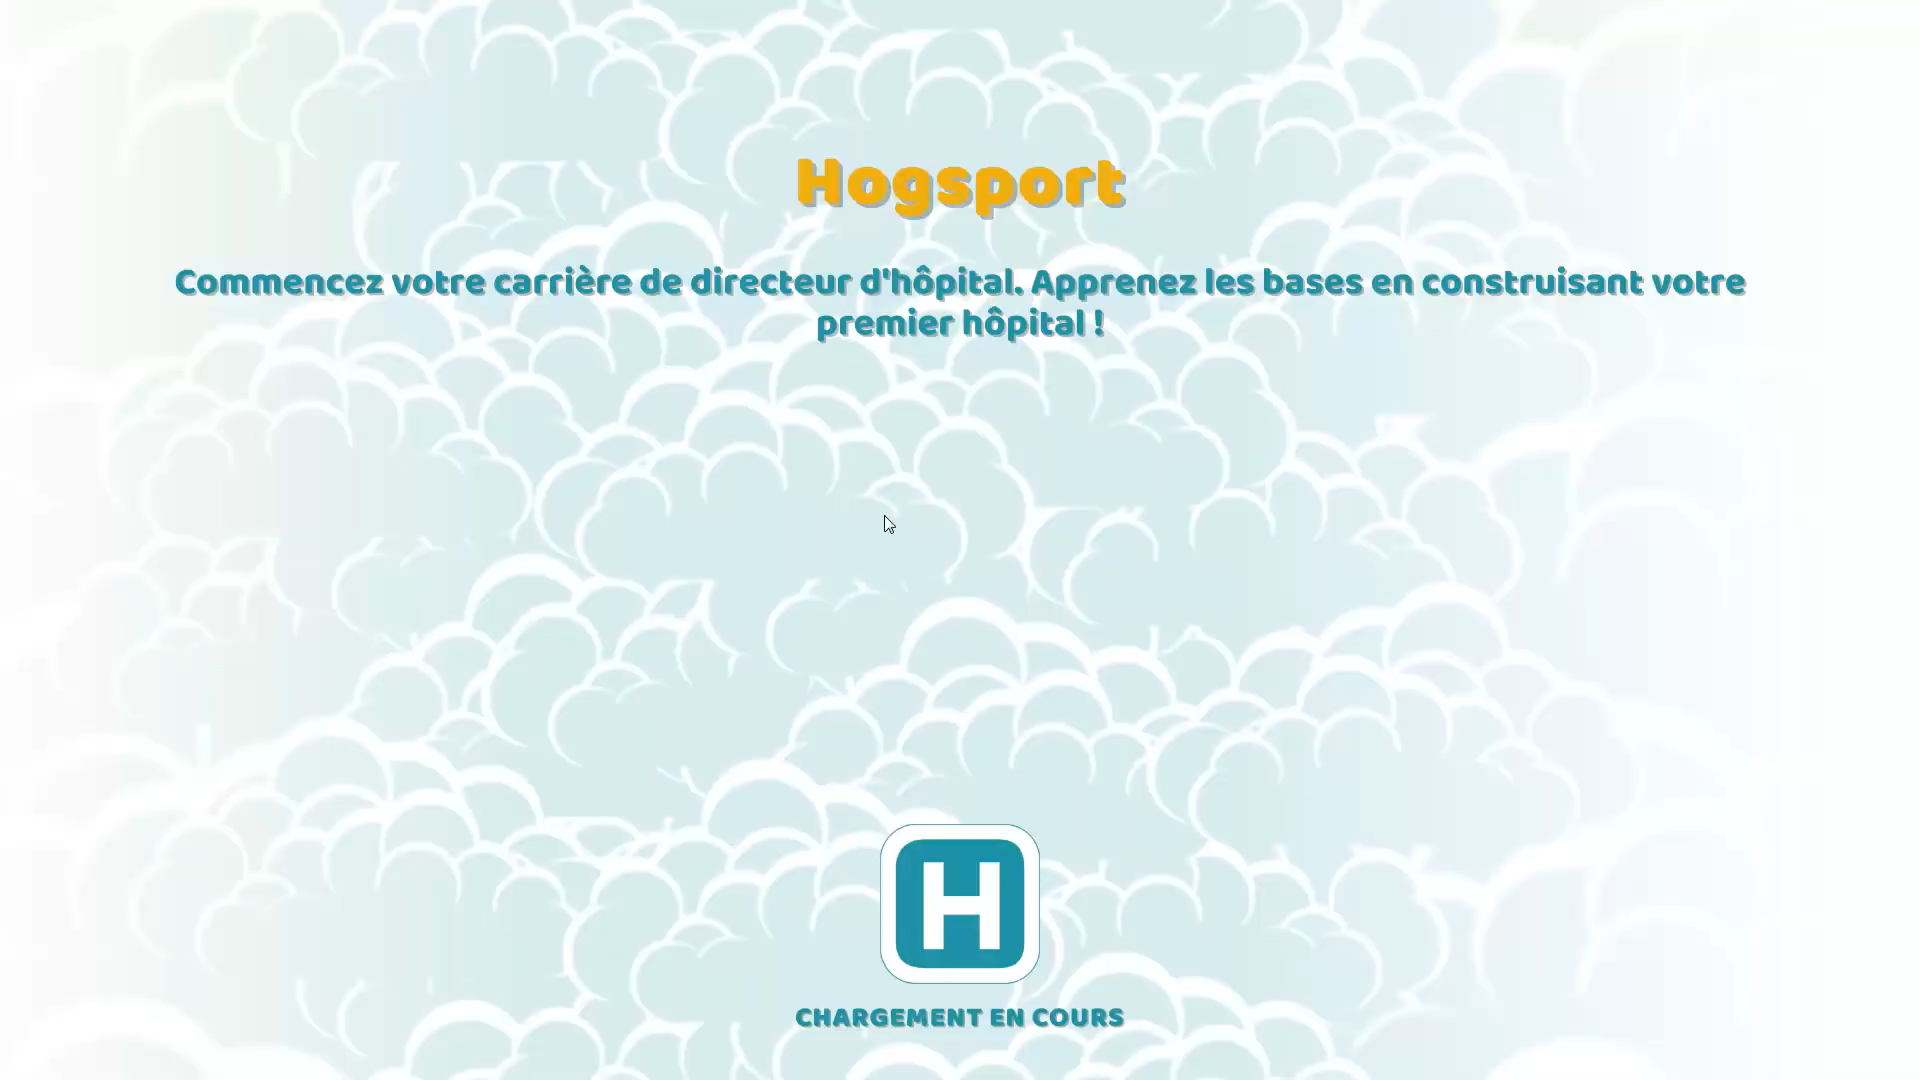 Hogsport
Commencez votre carrière de directeur d'hôpital. Apprenez les bases en construisant votre
premier hôpital !
H
CHARGEMENT EN COURS